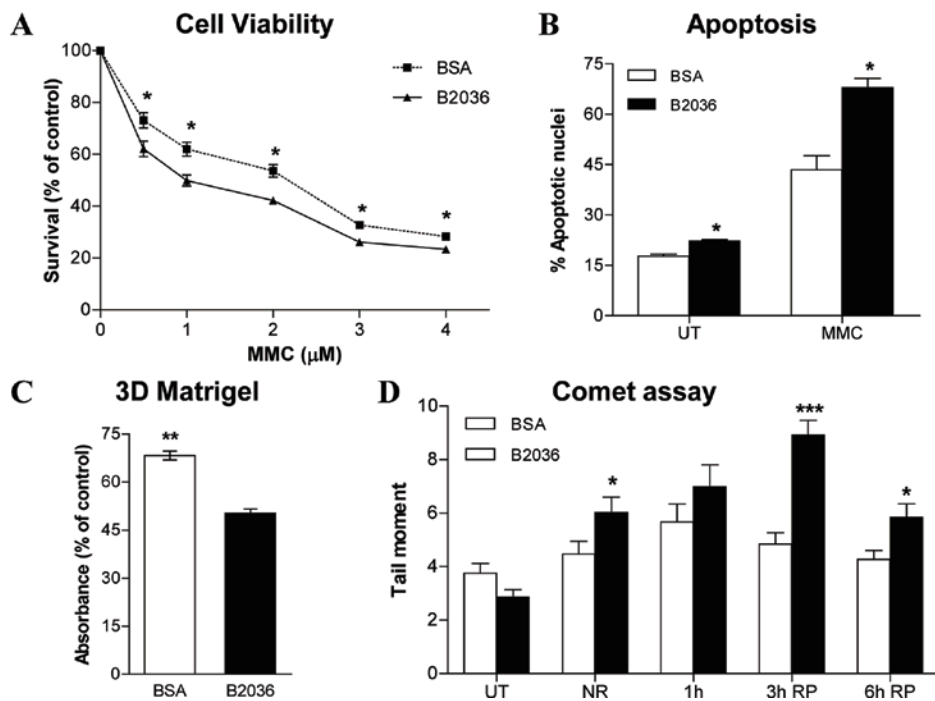 A Cell Viability
BSA
B2036
*
*
*
*
*
100
80
60
40
20
0
Survival (% of control)
0 1 2 3 4
MMC (μM)
B Apoptosis
BSA
B2036
*
*
75
60
45
30
15
0
% Apoptotic nuclei
UT MMC
C 3D Matrigel
**
75
60
45
30
15
0
Absorbance (% of control)
BSA B2036
D Comet assay
BSA
B2036
*
***
*
10
8
6
4
2
0
Tail moment
UT NR 1h 3h RP 6h RP